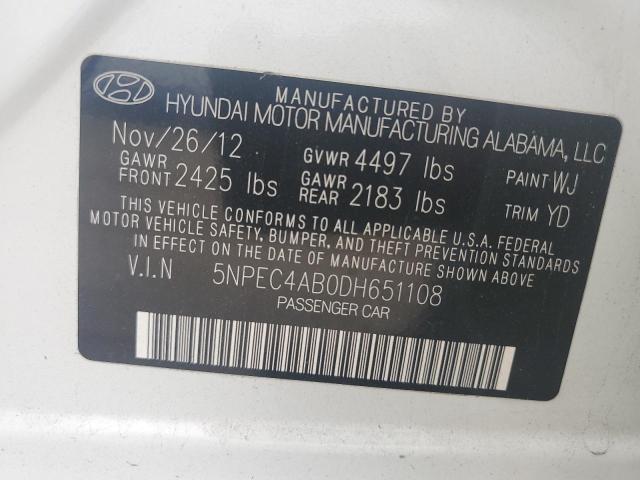 MANUFACTURED BY
HYUNDAI MOTOR MANUFACTURING ALABAMA, LLC
Nov/26/12 GVWR 4497 lbs PAINT WJ
GAWR FRONT 2425 lbs GAWR REAR 2183 lbs TRIM YD
THIS VEHICLE CONFORMS TO ALL APPLICABLE U.S.A. FEDERAL
MOTOR VEHICLE SAFETY, BUMPER, AND THEFT PREVENTION STANDARDS
IN EFFECT ON THE DATE OF MANUFACTURE SHOWN ABOVE.
V.I.N 5NPEC4AB0DH651108
PASSENGER CAR